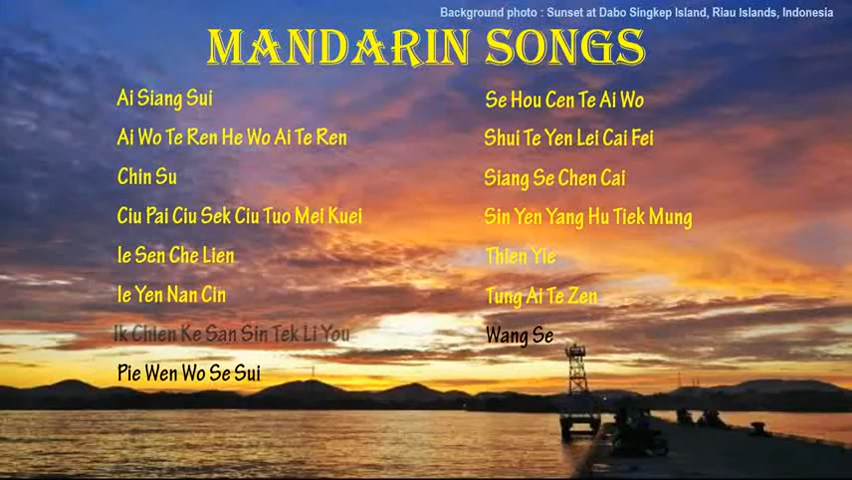 Background photo : Sunset at Dabo Singkep Island, Riau Islands, Indonesia
MANDARIN SONGS
Ai Siang Sui
Ai Wo Te Ren He Wo Ai Te Ren
Chin Su
Ciu Pai Ciu Sek Ciu Tuo Mei Kuei
Ie Sen Che Lien
Ie Yen Nan Cin
Ik Chien Ke San Sin Tek Li You
Pie Wen Wo Se Sui
Se Hou Cen Te Ai Wo
Shui Te Yen Lei Cai Fei
Siang Se Chen Cai
Sin Yen Yang Hu Tiek Mung
Thien Yie
Tung Ai Te Zen
Wang Se